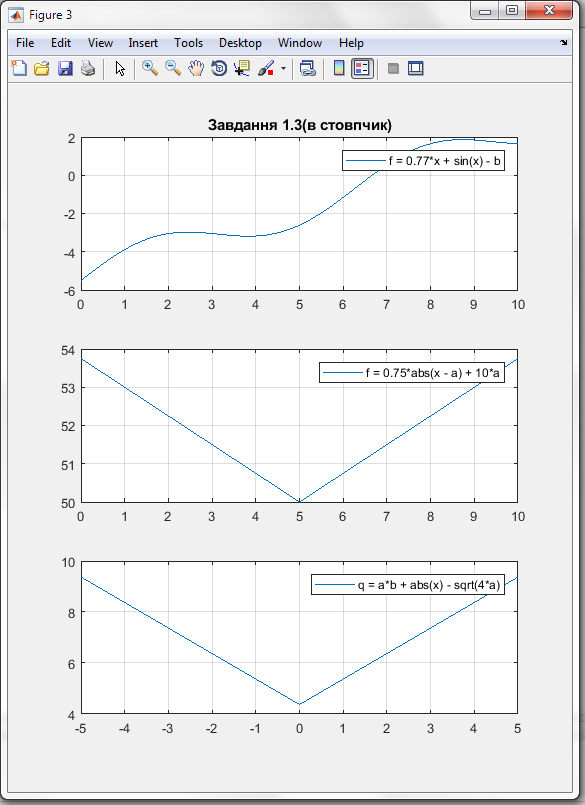 Figure 3
File Edit View Insert Tools Desktop Window Help
Завдання 1.3(в стовпчик)
2
0
-2
-4
-6
f = 0.77*x + sin(x) - b
0 1 2 3 4 5 6 7 8 9 10
54
53
52
51
50
f = 0.75*abs(x - a) + 10*a
0 1 2 3 4 5 6 7 8 9 10
10
8
6
4
q = a*b + abs(x) - sqrt(4*a)
-5 -4 -3 -2 -1 0 1 2 3 4 5